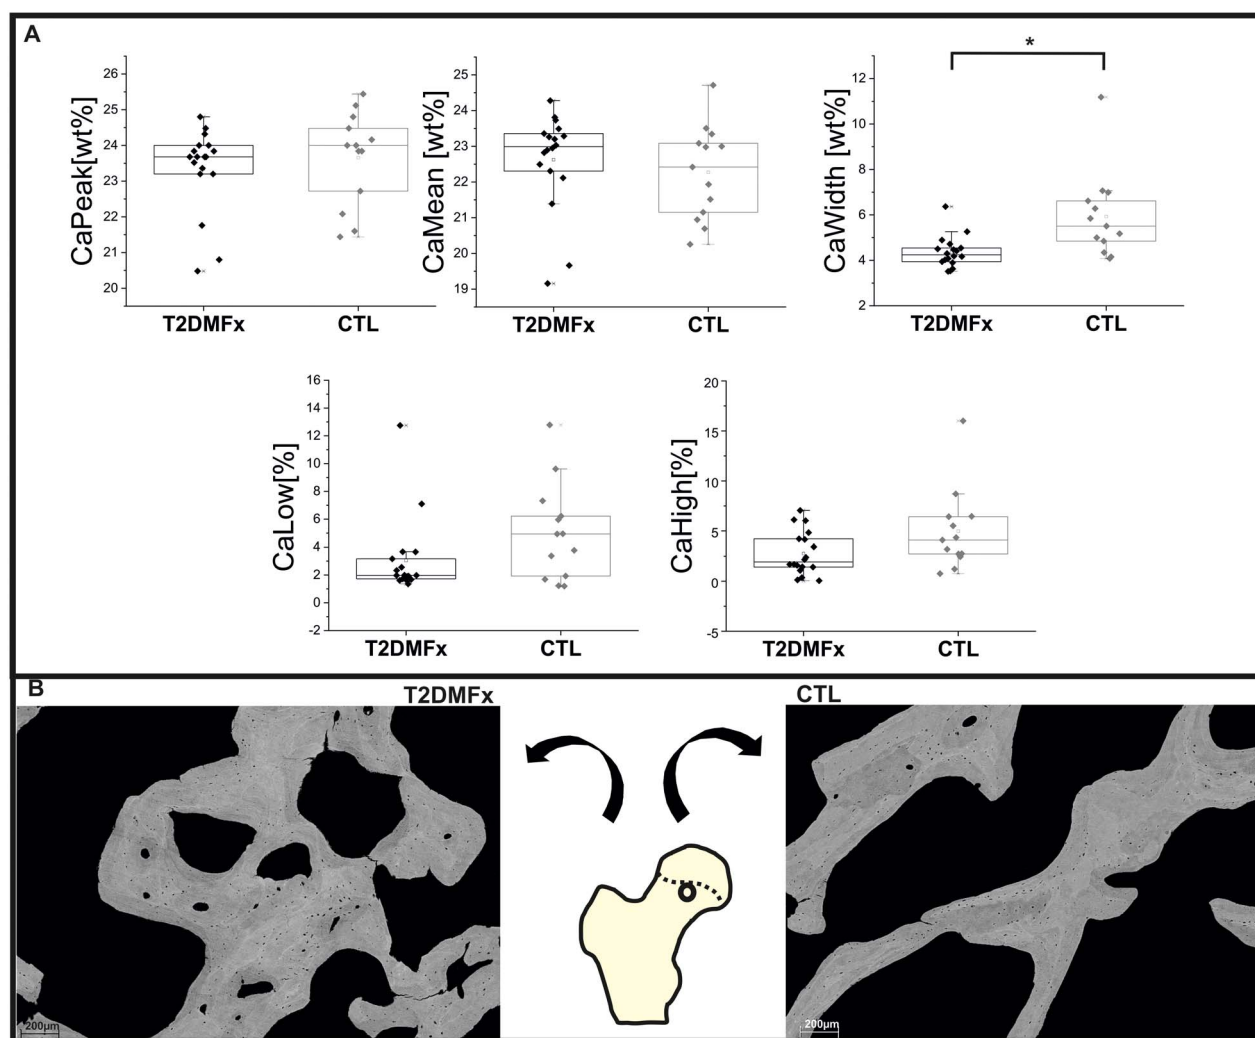 A
CaPeak[wt%]
26
25
24
23
22
21
20
T2DMFx
CTL
CaMean [wt%]
25
24
23
22
21
20
19
T2DMFx
CTL
*
CaWidth [wt%]
12
10
8
6
4
2
T2DMFx
CTL
CaLow[%]
16
14
12
10
8
6
4
2
0
-2
T2DMFx
CTL
CaHigh[%]
20
15
10
5
0
-5
T2DMFx
CTL
B
T2DMFx
CTL
200µm
200µm